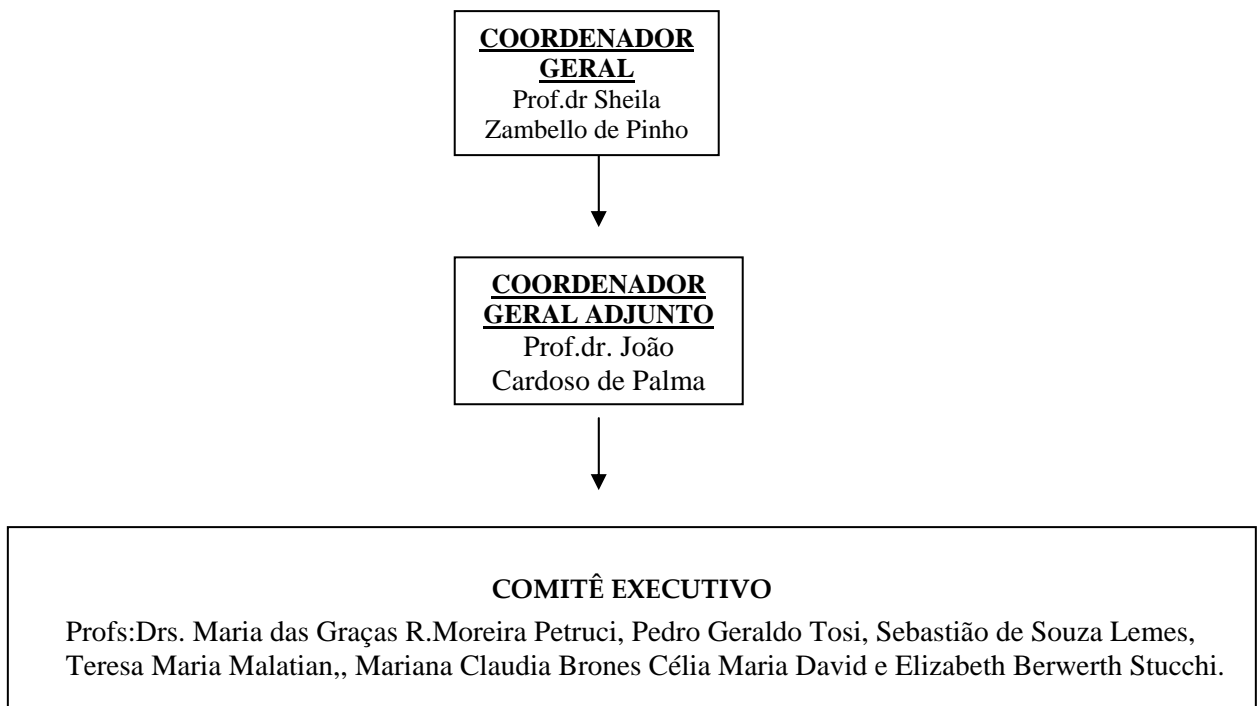 COORDENADOR
GERAL
Prof.dr Sheila
Zambello de Pinho
COORDENADOR
GERAL ADJUNTO
Prof.dr. João
Cardoso de Palma
COMITÊ EXECUTIVO
Profs:Drs. Maria das Graças R.Moreira Petruci, Pedro Geraldo Tosi, Sebastião de Souza Lemes,
Teresa Maria Malatian,, Mariana Claudia Brones Célia Maria David e Elizabeth Berwerth Stucchi.